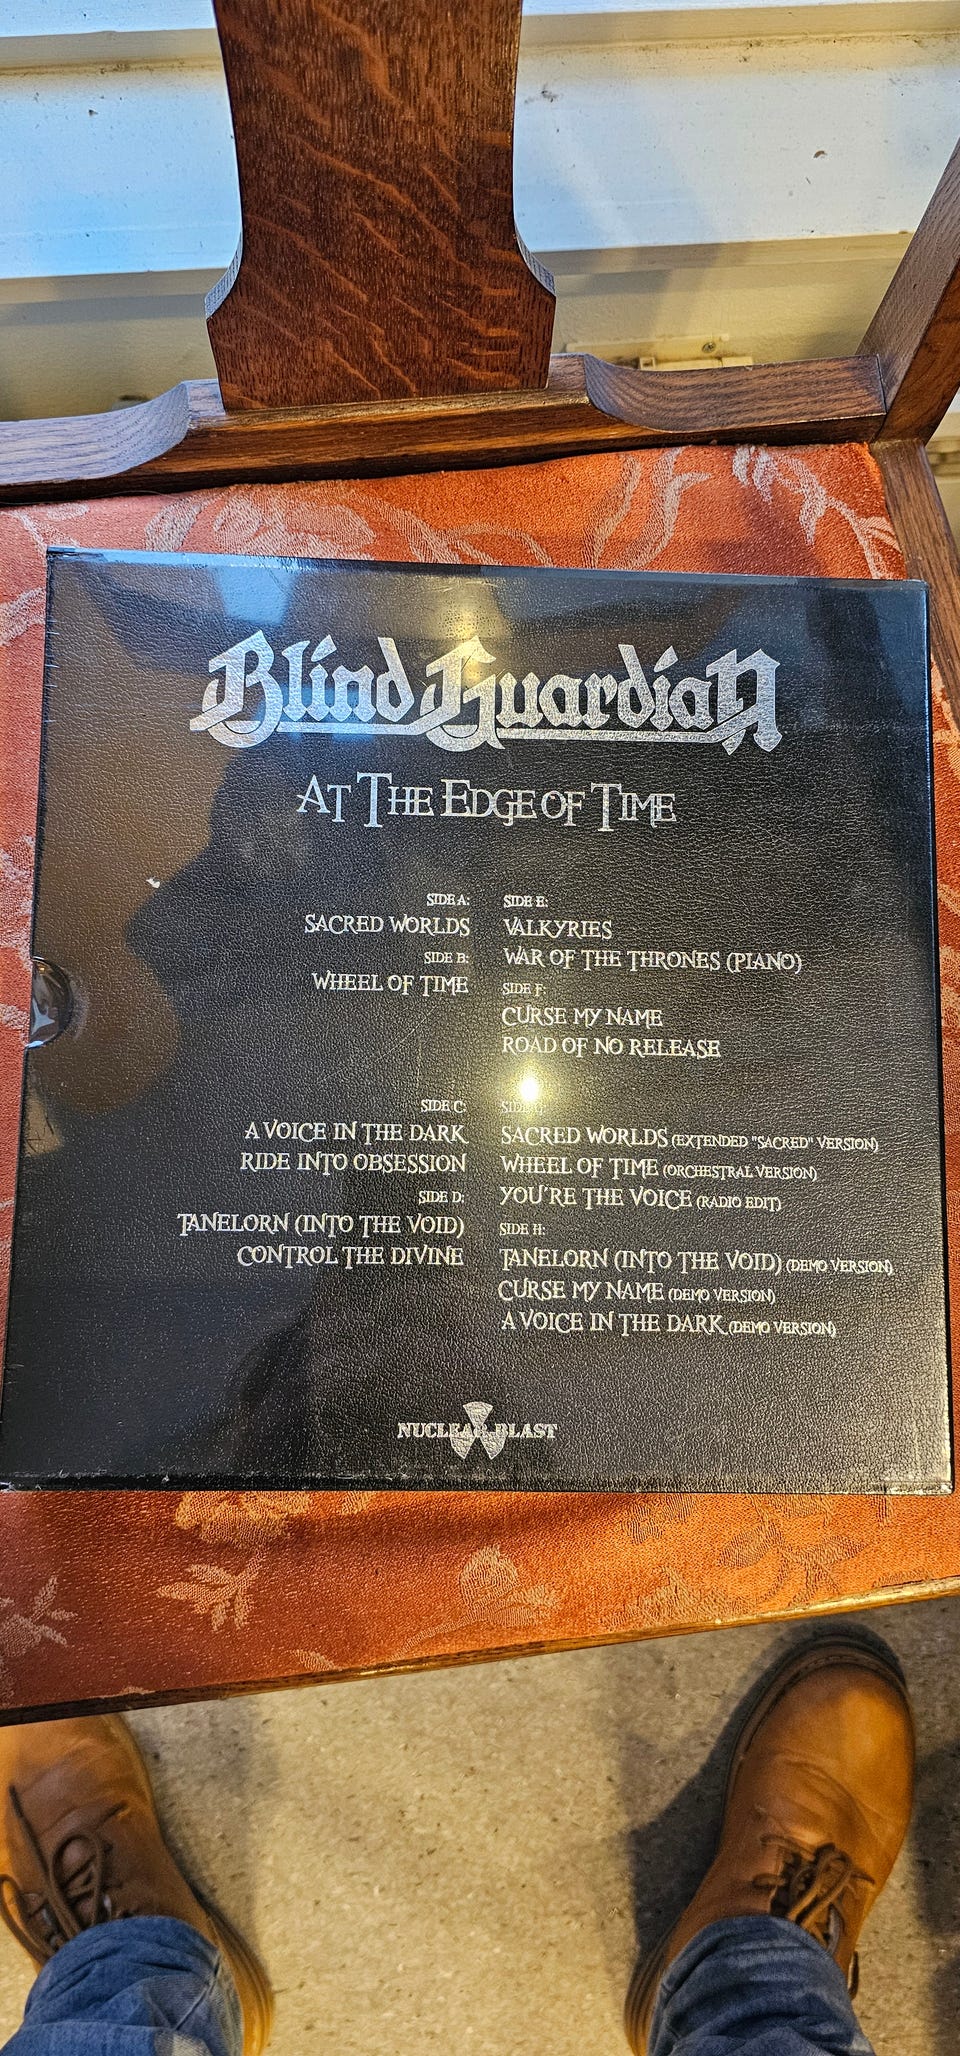 Blind Guardian
AT THE EDGE OF TIME
SIDE A:
SACRED WORLDS
SIDE B:
WHEEL OF TIME
SIDE C:
A VOICE IN THE DARK
RIDE INTO OBSESSION
SIDE D:
TANELORN (INTO THE VOID)
CONTROL THE DIVINE
SIDE E:
VALKYRIES
WAR OF THE THRONES (PIANO)
SIDE F:
CURSE MY NAME
ROAD OF NO RELEASE
SIDE G:
SACRED WORLDS (EXTENDED "SACRED" VERSION)
WHEEL OF TIME (ORCHESTRAL VERSION)
YOU'RE THE VOICE (RADIO EDIT)
SIDE H:
TANELORN (INTO THE VOID) (DEMO VERSION)
CURSE MY NAME (DEMO VERSION)
A VOICE IN THE DARK (DEMO VERSION)
NUCLEAR BLAST